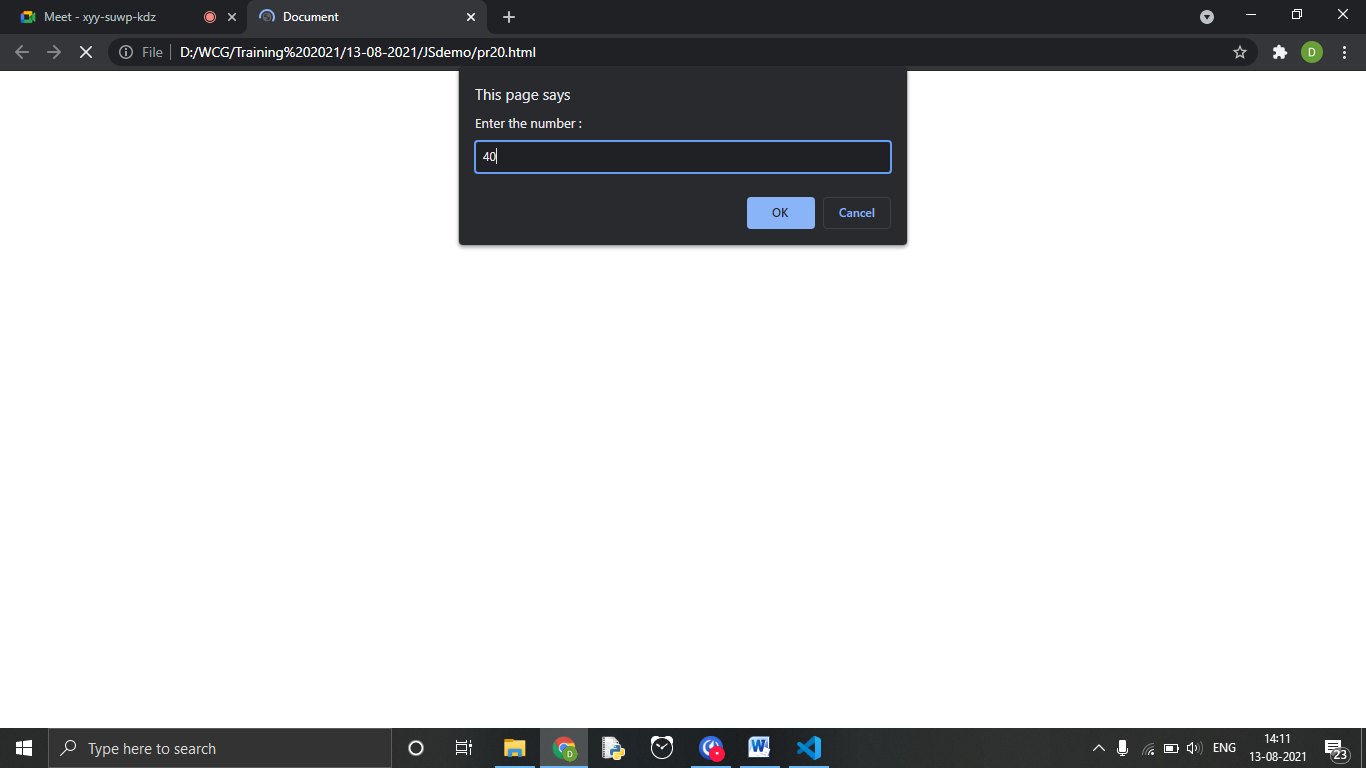 Meet - xyy-suwp-kdz
Document
File
D:/WCG/Training%202021/13-08-2021/JSdemo/pr20.html
D
This page says
Enter the number :
40
OK
Cancel
Type here to search
D
W
ENG
14:11
13-08-2021
23